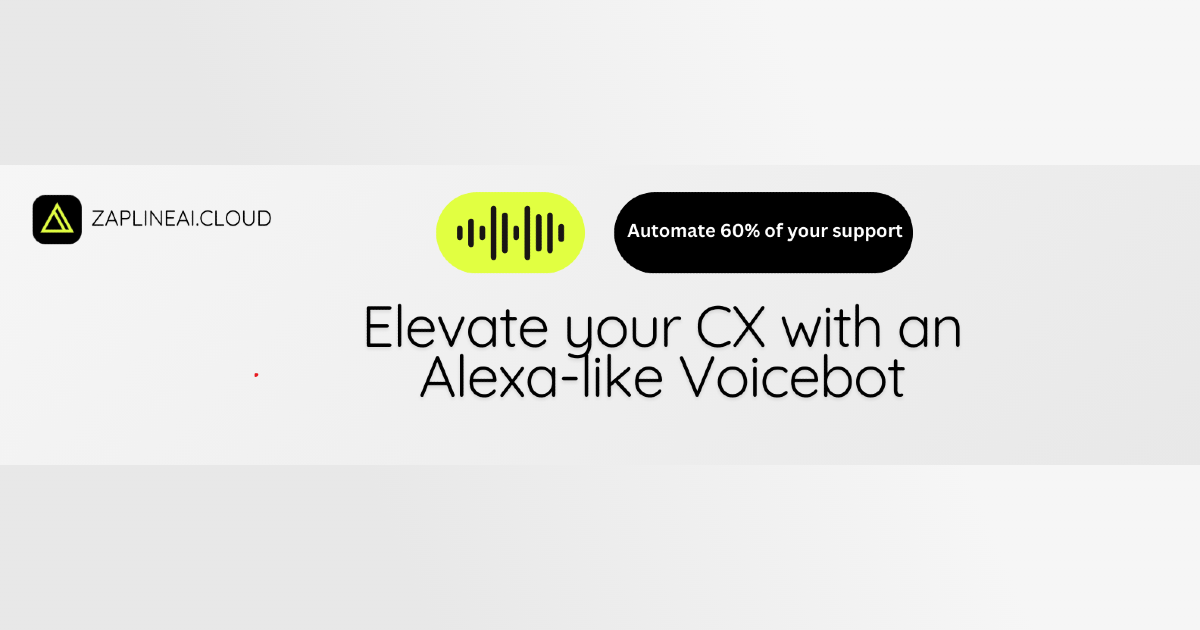 ZAPLINEAI.CLOUD
Automate 60% of your support
Elevate your CX with an
Alexa-like Voicebot